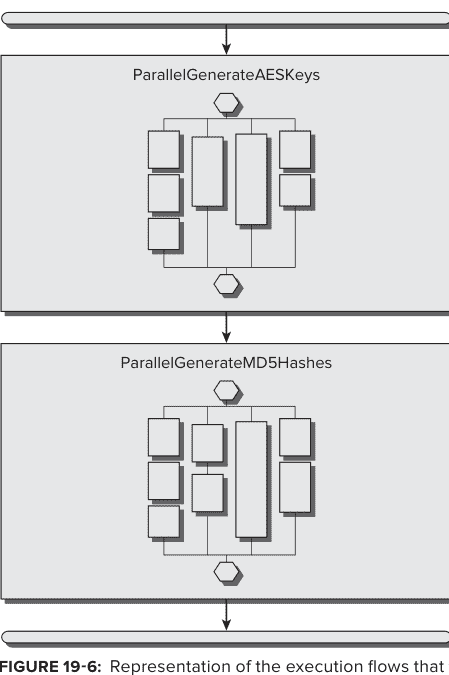 ParallelGenerateAESKeys
ParallelGenerateMD5Hashes
FIGURE 19-6: Representation of the execution flows that